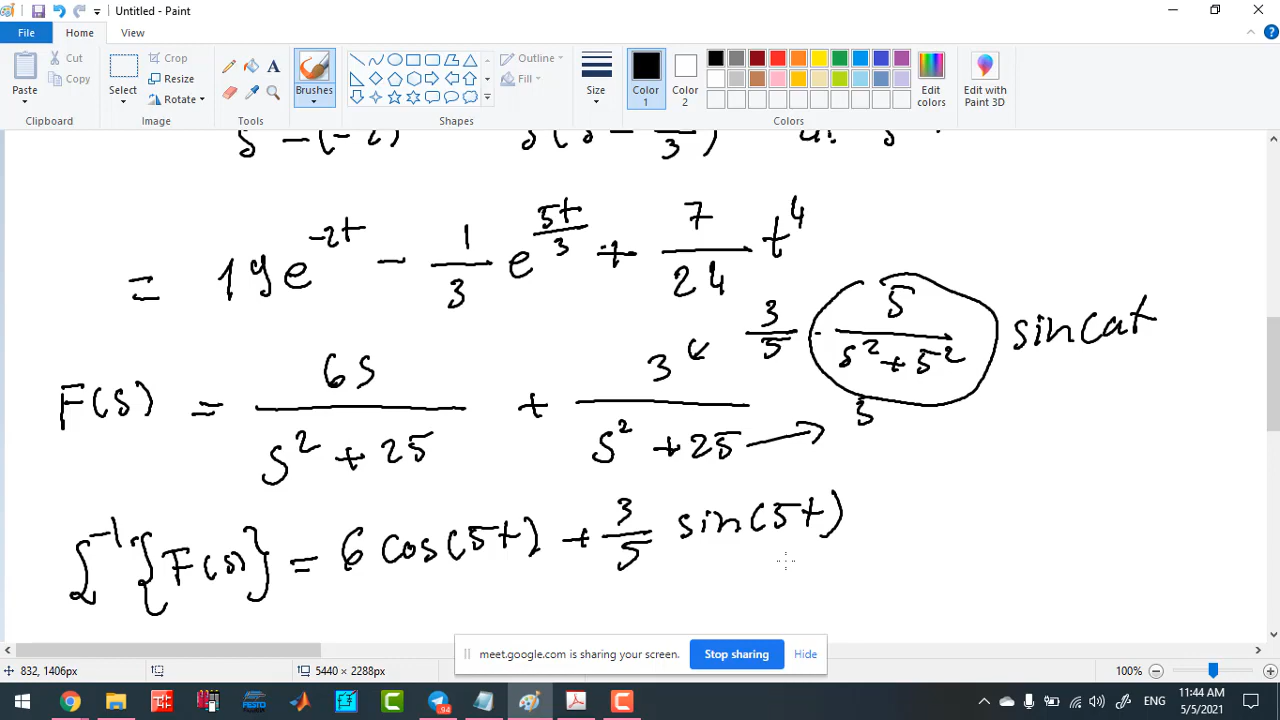 Untitled - Paint
File Home View
Paste Cut Copy Select Crop Resize Rotate Brushes Outline Fill Size Color 1 Color 2 Edit colors Edit with Paint 3D
Clipboard Image Tools Shapes Colors
= 19e^{-2t} - 1/3 e^{5t/3} + 7/24 t^4
3/5 · 5/(s^2+5^2) sin(at
F(s) = 6s/(s^2+25) + 3/(s^2+25) → 3
L^{-1}{F(s)} = 6 cos(5t) + 3/5 sin(5t)
meet.google.com is sharing your screen. Stop sharing Hide
832, 1406px 5440 × 2288px 100%
FESTO 94 ENG 11:44 AM
5/5/2021